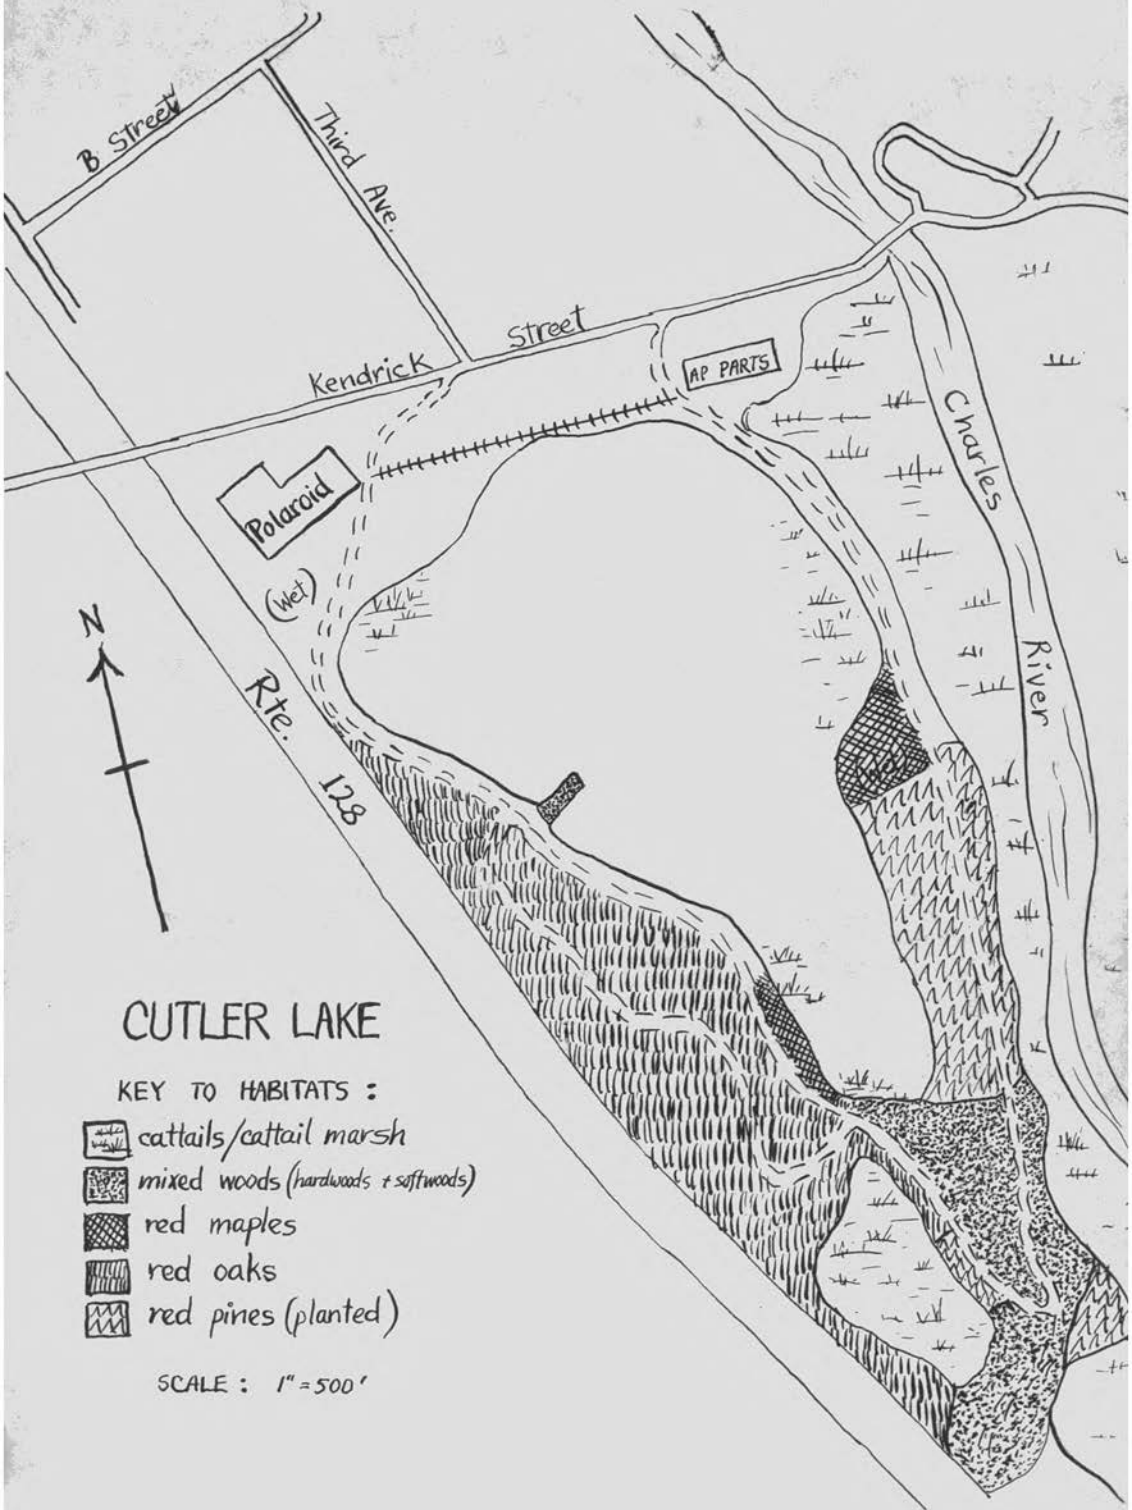 B Street
Third Ave.
Kendrick Street
AP PARTS
Charles River
Polaroid
(Wet)
N
Rte. 128
CUTLER LAKE
KEY TO HABITATS :
cattails/cattail marsh
mixed woods (hardwoods + softwoods)
red maples
red oaks
red pines (planted)
SCALE : 1" = 500'